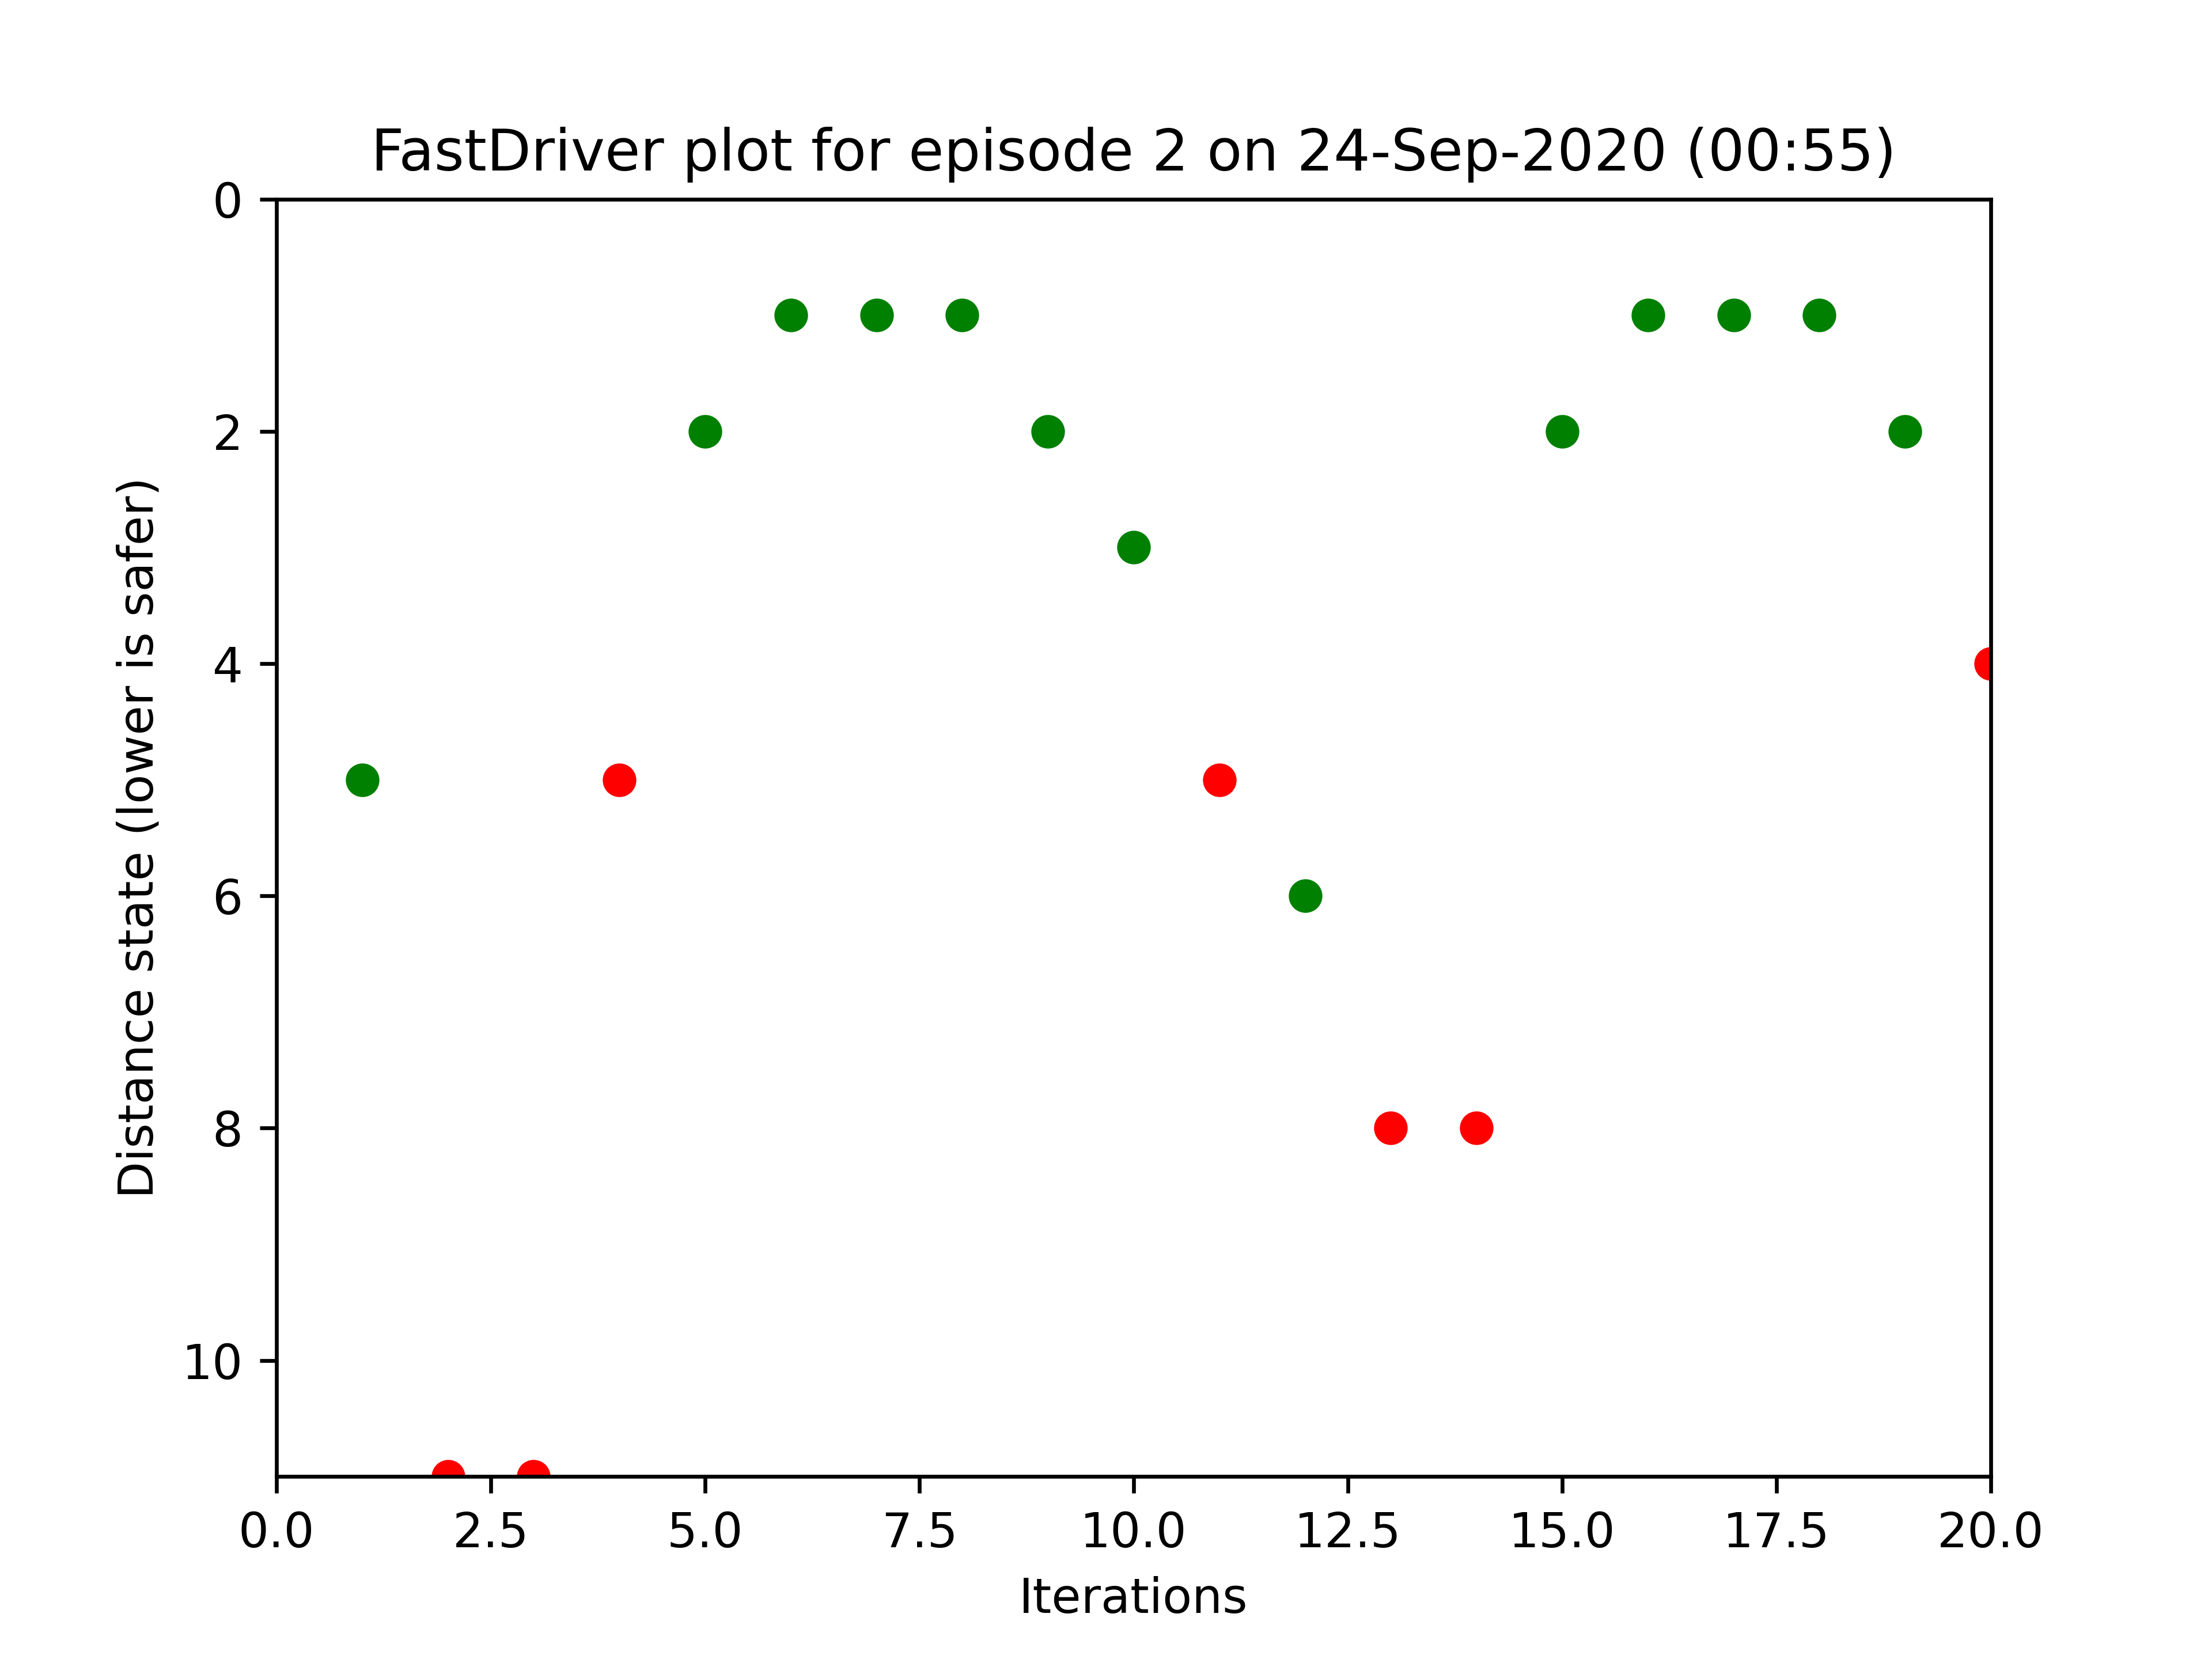 FastDriver plot for episode 2 on 24-Sep-2020 (00:55)
0
2
4
6
8
10
Distance state (lower is safer)
0.0 2.5 5.0 7.5 10.0 12.5 15.0 17.5 20.0
Iterations